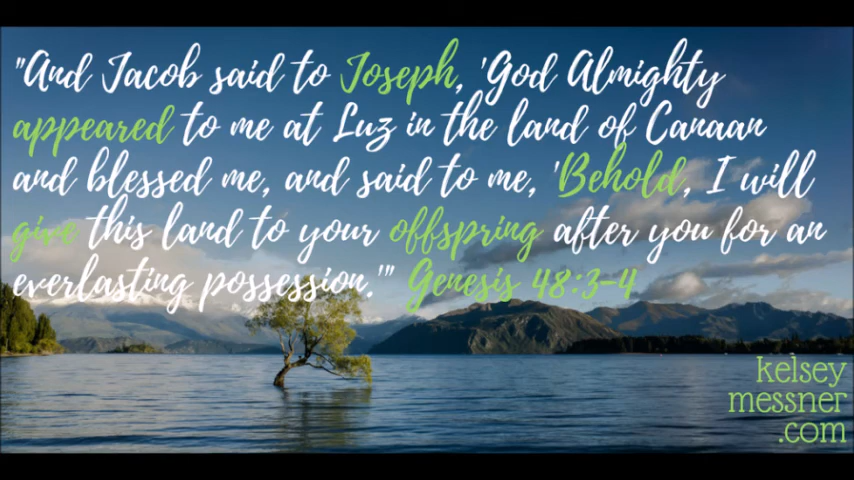 "And Jacob said to Joseph, 'God Almighty
appeared to me at Luz in the land of Canaan
and blessed me, and said to me, 'Behold, I will
give this land to your offspring after you for an
everlasting possession.'" Genesis 48:3-4
kelsey
messner
.com